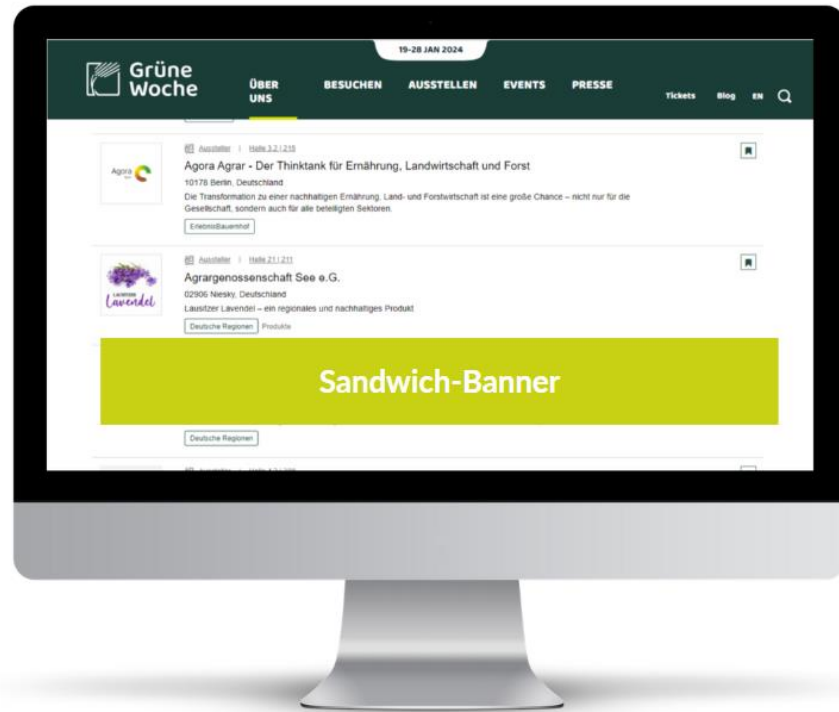 19-28 JAN 2024
Grüne
Woche
ÜBER
UNS
BESUCHEN
AUSSTELLEN
EVENTS
PRESSE
Tickets
Blog
EN
Aussteller | Halle 3.2 | 218
Agora Agrar - Der Thinktank für Ernährung, Landwirtschaft und Forst
10178 Berlin, Deutschland
Die Transformation zu einer nachhaltigen Ernährung, Land- und Forstwirtschaft ist eine große Chance – nicht nur für die
Gesellschaft, sondern auch für alle beteiligten Sektoren.
Agora
ErlebnisBauernhof
Aussteller | Halle 21 | 211
Agrargenossenschaft See e.G.
02906 Niesky, Deutschland
Lausitzer Lavendel – ein regionales und nachhaltiges Produkt
LAUSITZER
Lavendel
Deutsche Regionen Produkte
Sandwich-Banner
Deutsche Regionen